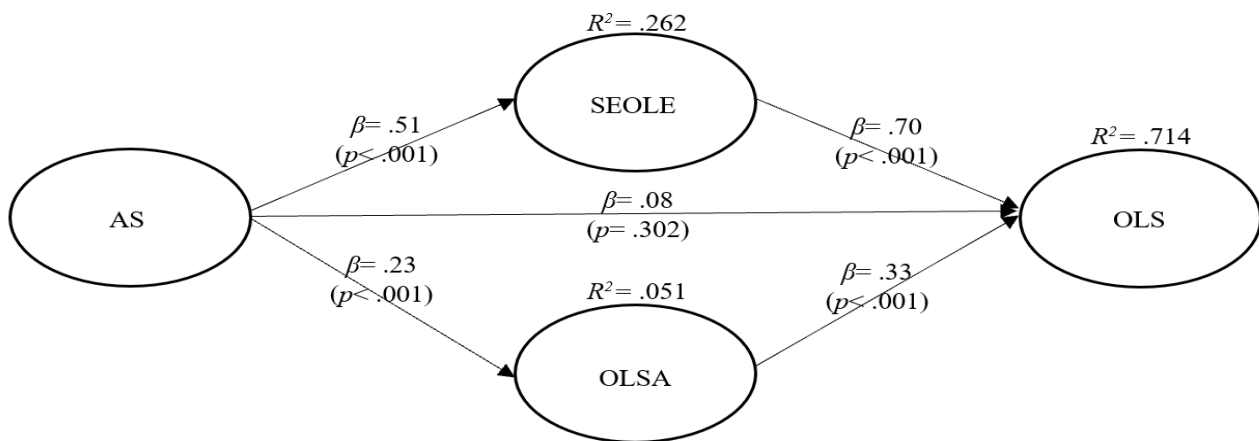 R² = .262
SEOLE
β= .51
(p< .001)
β= .70
(p< .001)
R² = .714
AS
β= .08
(p= .302)
OLS
β= .23
(p< .001)
R² = .051
β= .33
(p< .001)
OLSA